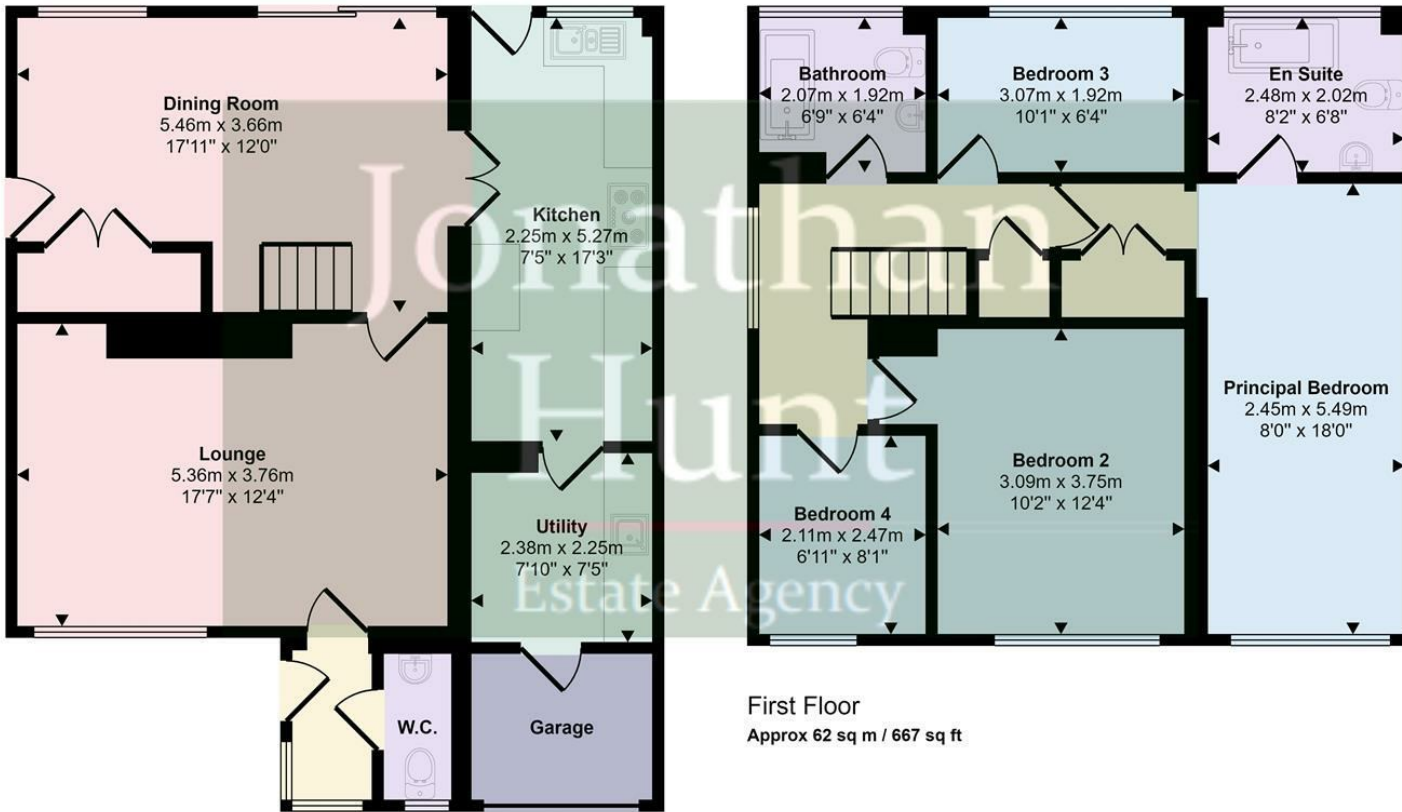 Dining Room
5.46m x 3.66m
17'11" x 12'0"
Kitchen
2.25m x 5.27m
7'5" x 17'3"
Lounge
5.36m x 3.76m
17'7" x 12'4"
Utility
2.38m x 2.25m
7'10" x 7'5"
W.C.
Garage
Bathroom
2.07m x 1.92m
6'9" x 6'4"
Bedroom 3
3.07m x 1.92m
10'1" x 6'4"
En Suite
2.48m x 2.02m
8'2" x 6'8"
Principal Bedroom
2.45m x 5.49m
8'0" x 18'0"
Bedroom 2
3.09m x 3.75m
10'2" x 12'4"
Bedroom 4
2.11m x 2.47m
6'11" x 8'1"
First Floor
Approx 62 sq m / 667 sq ft
Jonathan
Hunt
Estate Agency